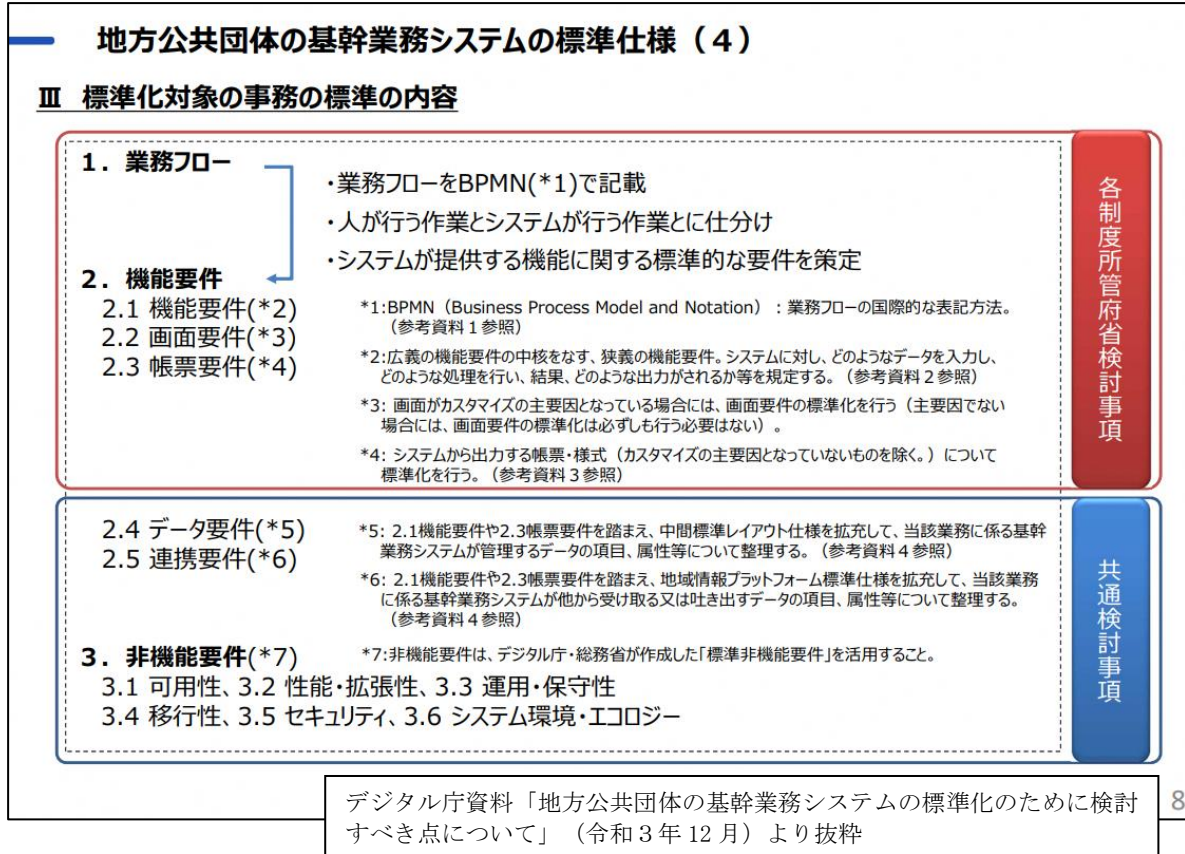 地方公共団体の基幹業務システムの標準仕様（４）
Ⅲ 標準化対象の事務の標準の内容
1．業務フロー
・業務フローをBPMN(*1)で記載
・人が行う作業とシステムが行う作業とに仕分け
・システムが提供する機能に関する標準的な要件を策定
2．機能要件
2.1 機能要件(*2)
2.2 画面要件(*3)
2.3 帳票要件(*4)
*1:BPMN（Business Process Model and Notation）：業務フローの国際的な表記方法。
（参考資料１参照）
*2:広義の機能要件の中核をなす、狭義の機能要件。システムに対し、どのようなデータを入力し、
どのような処理を行い、結果、どのような出力がされるか等を規定する。（参考資料２参照）
*3: 画面がカスタマイズの主要因となっている場合には、画面要件の標準化を行う（主要因でない
場合には、画面要件の標準化は必ずしも行う必要はない）。
*4: システムから出力する帳票・様式（カスタマイズの主要因となっていないものを除く。）について
標準化を行う。（参考資料３参照）
各制度所管府省検討事項
2.4 データ要件(*5)
2.5 連携要件(*6)
*5: 2.1機能要件や2.3帳票要件を踏まえ、中間標準レイアウト仕様を拡充して、当該業務に係る基幹
業務システムが管理するデータの項目、属性等について整理する。（参考資料４参照）
*6: 2.1機能要件や2.3帳票要件を踏まえ、地域情報プラットフォーム標準仕様を拡充して、当該業務
に係る基幹業務システムが他から受け取る又は吐き出すデータの項目、属性等について整理する。
（参考資料４参照）
3．非機能要件(*7)
*7:非機能要件は、デジタル庁・総務省が作成した「標準非機能要件」を活用すること。
3.1 可用性、3.2 性能・拡張性、3.3 運用・保守性
3.4 移行性、3.5 セキュリティ、3.6 システム環境・エコロジー
共通検討事項
デジタル庁資料「地方公共団体の基幹業務システムの標準化のために検討
すべき点について」（令和３年 12 月）より抜粋
8